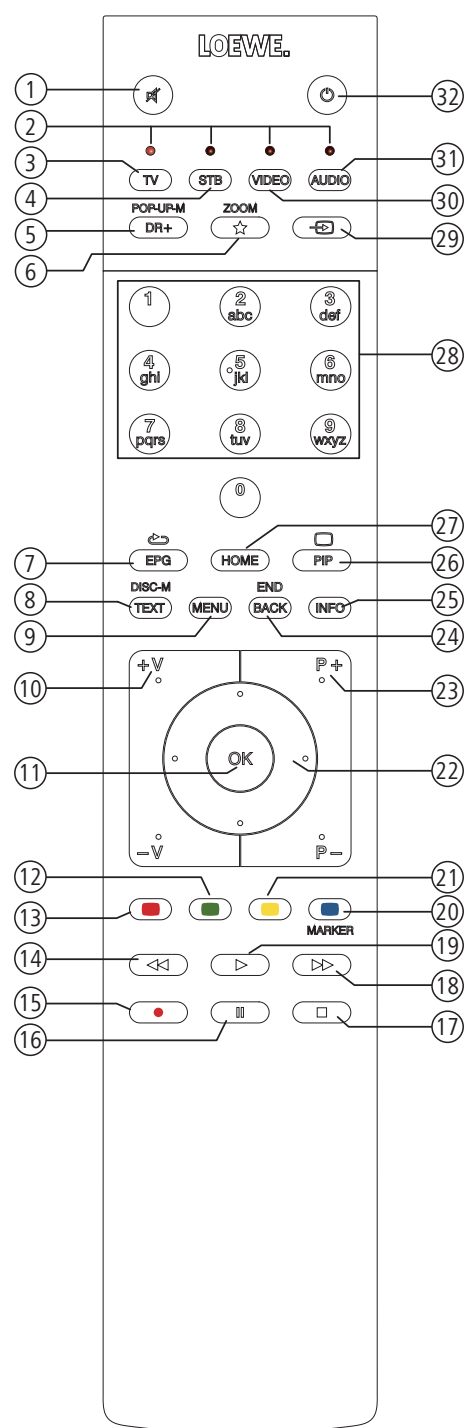 LOEWE.
1
32
2
3
TV
STB
VIDEO
AUDIO
31
4
30
POP-UP-M
ZOOM
5
DR+
29
6
1
2
abc
3
def
4
ghi
5
jkl
6
mno
28
7
pqrs
8
tuv
9
wxyz
0
27
7
EPG
HOME
PIP
26
DISC-M
END
8
TEXT
MENU
BACK
INFO
25
9
24
+V
P+
10
23
11
OK
22
−V
P−
12
21
13
20
MARKER
19
14
18
15
17
16